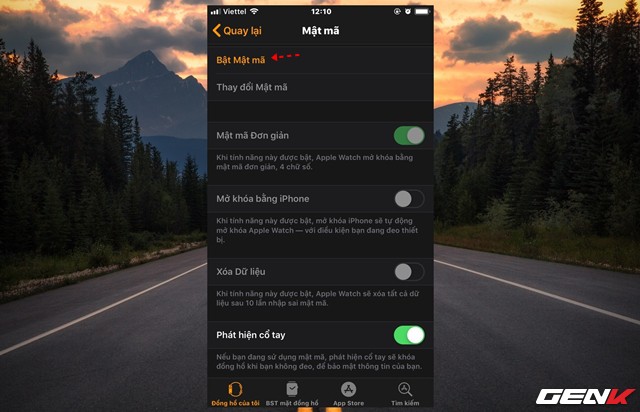 Viettel 12:10
Quay lại Mật mã
Bật Mật mã
Thay đổi Mật mã
Mật mã Đơn giản
Khi tính năng này được bật, Apple Watch mở khóa bằng
mật mã đơn giản, 4 chữ số.
Mở khóa bằng iPhone
Khi tính năng này được bật, mở khóa iPhone sẽ tự động
mở khóa Apple Watch — với điều kiện bạn đang đeo thiết
bị.
Xóa Dữ liệu
Khi tính năng này được bật, Apple Watch sẽ xóa tất cả dữ
liệu sau 10 lần nhập sai mật mã.
Phát hiện cổ tay
Nếu bạn đang sử dụng mật mã, phát hiện cổ tay sẽ khóa
đồng hồ khi bạn không đeo, để bảo mật thông tin của bạn.
Đồng hồ của tôi BST mặt đồng hồ App Store Tìm kiếm
GENK